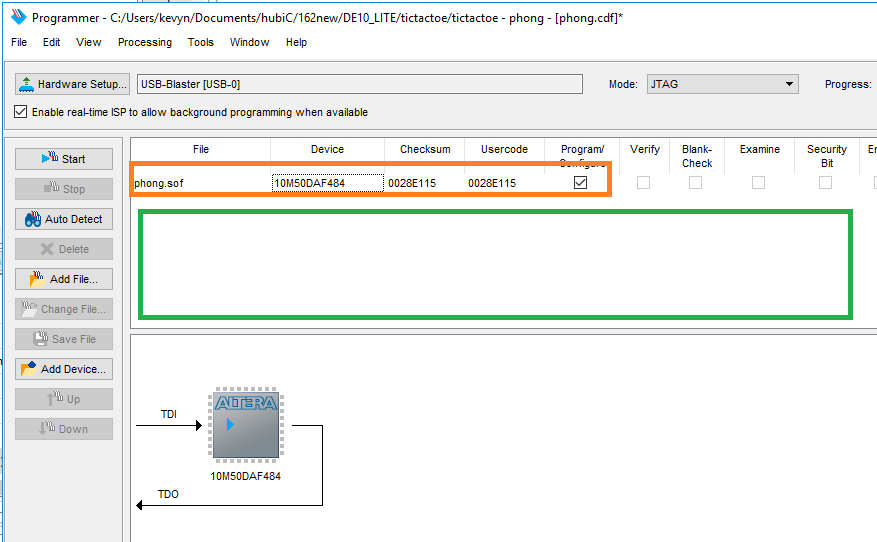 Programmer - C:/Users/kevyn/Documents/hubiC/162new/DE10_LITE/tictactoe/tictactoe - phong - [phong.cdf]*
File Edit View Processing Tools Window Help
Hardware Setup... USB-Blaster [USB-0] Mode: JTAG Progress:
Enable real-time ISP to allow background programming when available
Start
Stop
Auto Detect
Delete
Add File...
Change File...
Save File
Add Device...
Up
Down
File Device Checksum Usercode Program/ Verify Blank- Examine Security
Configure Check Bit
phong.sof 10M50DAF484 0028E115 0028E115
TDI
ALTERA
10M50DAF484
TDO